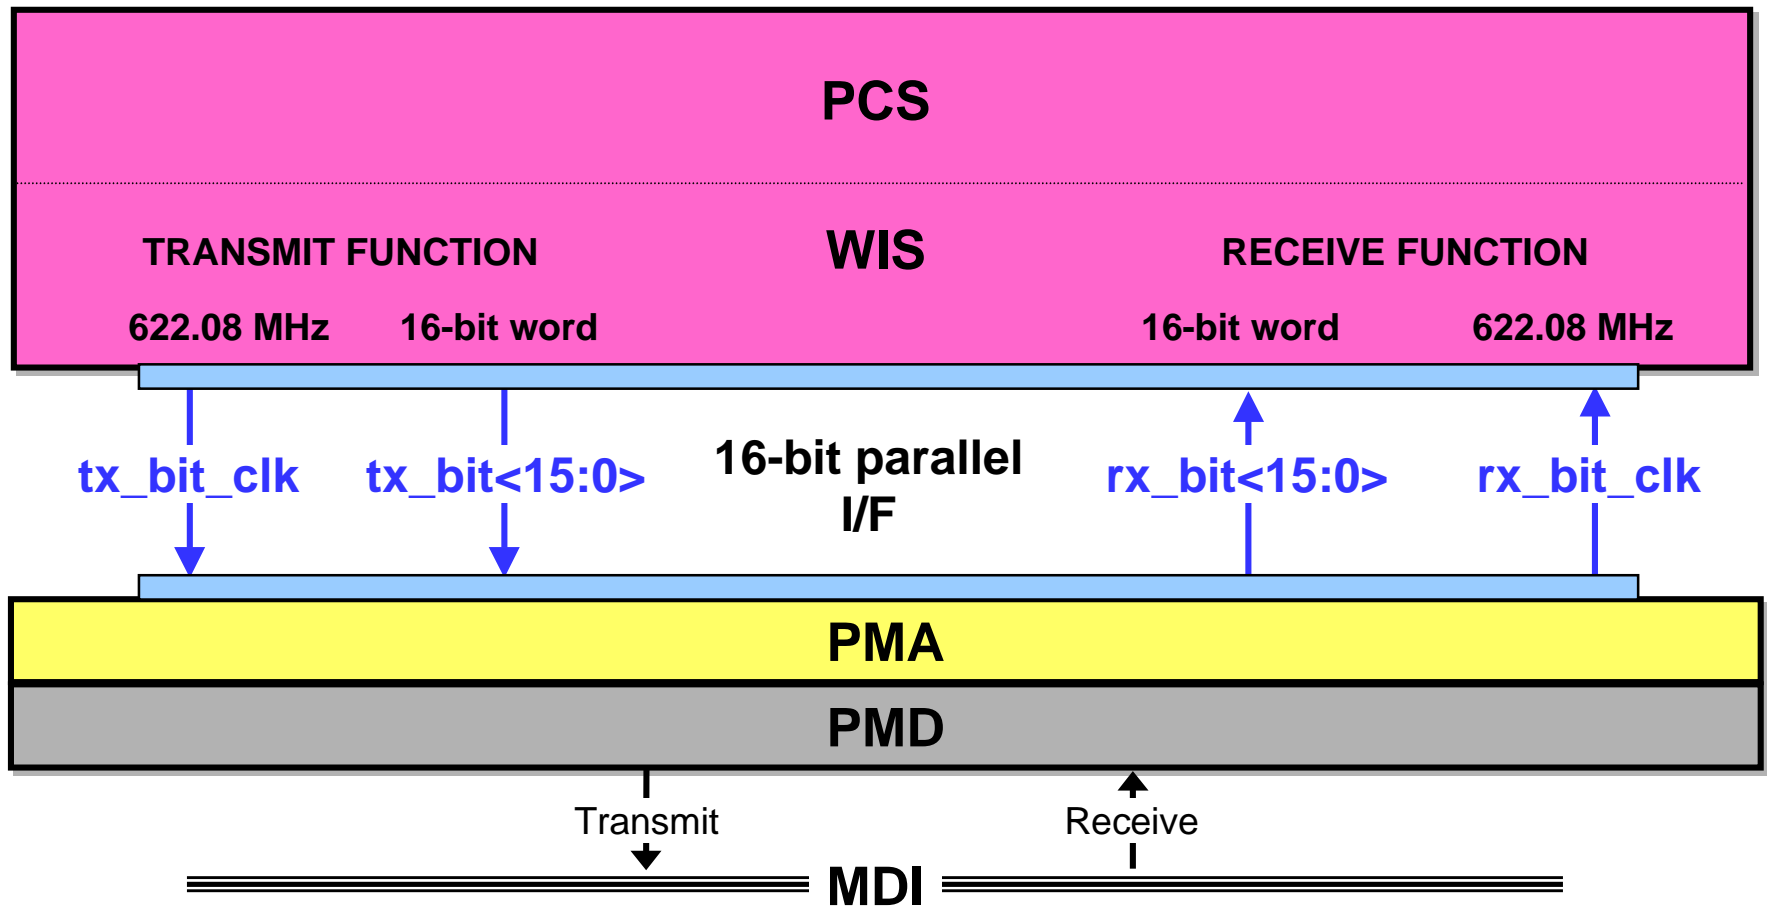 PCS
TRANSMIT FUNCTION WIS RECEIVE FUNCTION
622.08 MHz 16-bit word 16-bit word 622.08 MHz
tx_bit_clk tx_bit<15:0> 16-bit parallel rx_bit<15:0> rx_bit_clk
I/F
PMA
PMD
Transmit Receive
MDI